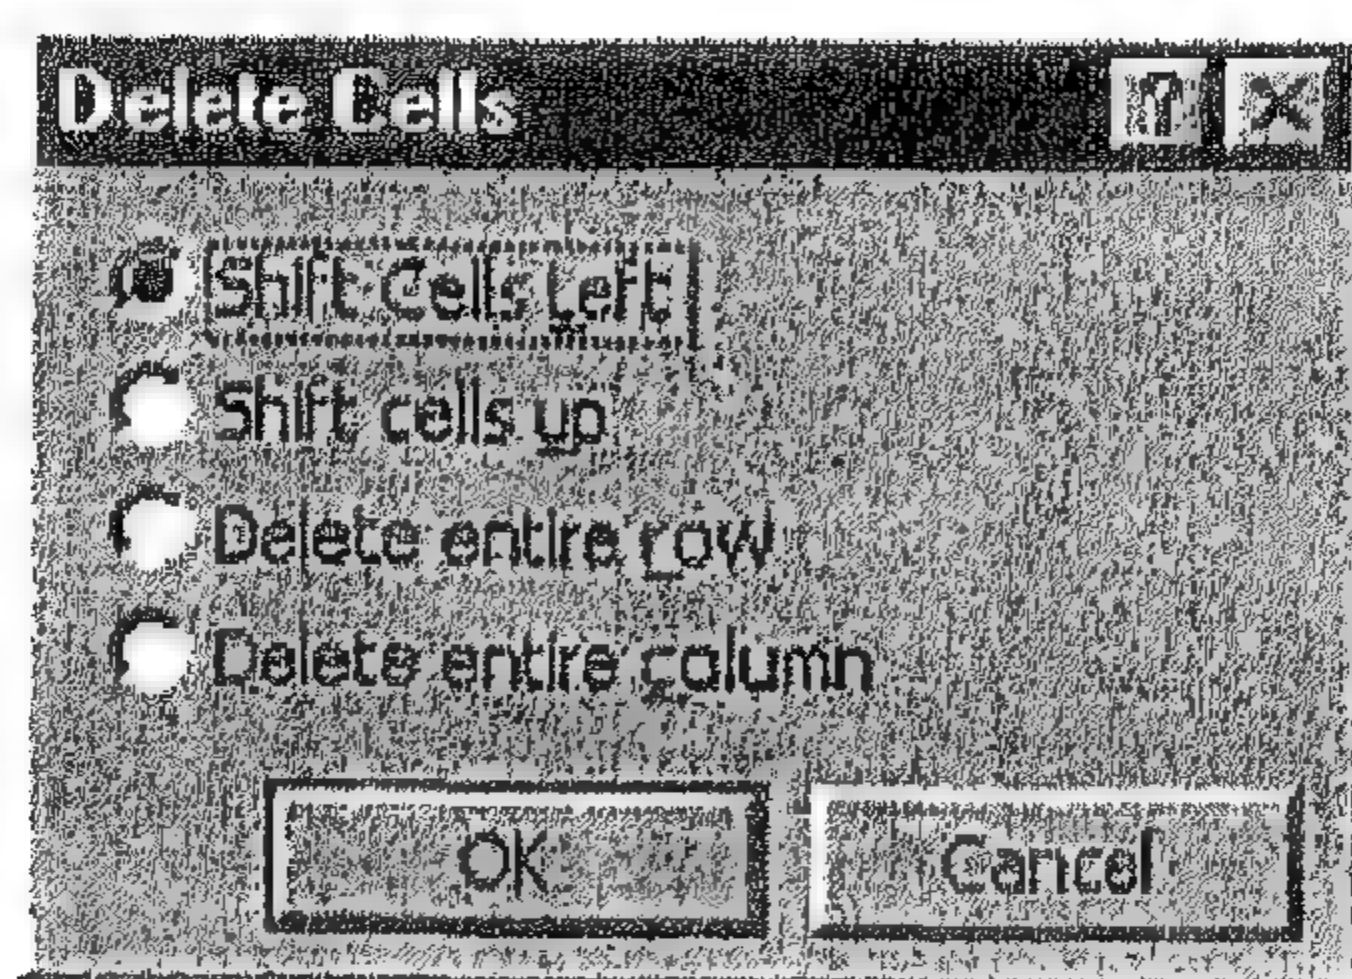 Delete Cells
Shift Cells Left
Shift cells up
Delete entire row
Delete entire column
OK Cancel